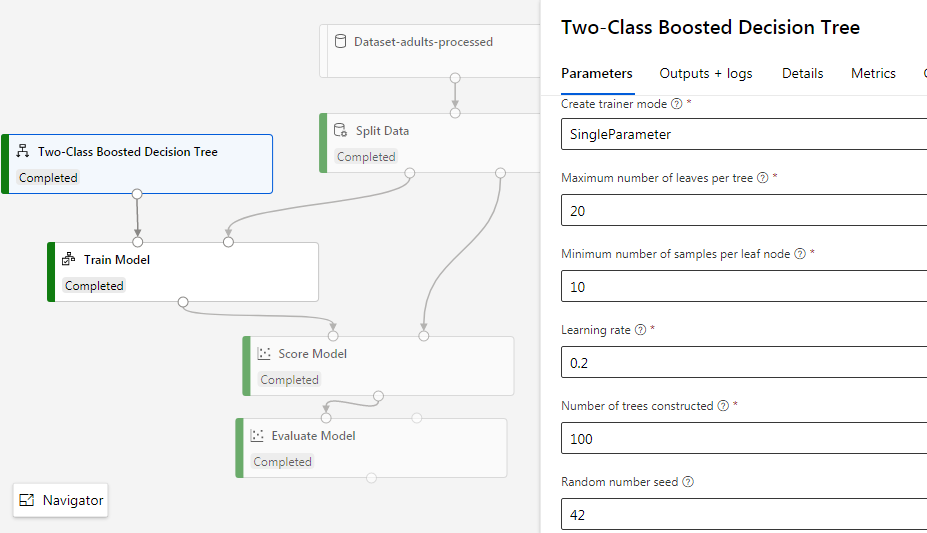 Dataset-adults-processed
Split Data
Completed
Two-Class Boosted Decision Tree
Completed
Train Model
Completed
Score Model
Completed
Evaluate Model
Completed
Navigator
Two-Class Boosted Decision Tree
Parameters Outputs + logs Details Metrics
Create trainer mode ? *
SingleParameter
Maximum number of leaves per tree ? *
20
Minimum number of samples per leaf node ? *
10
Learning rate ? *
0.2
Number of trees constructed ? *
100
Random number seed ?
42